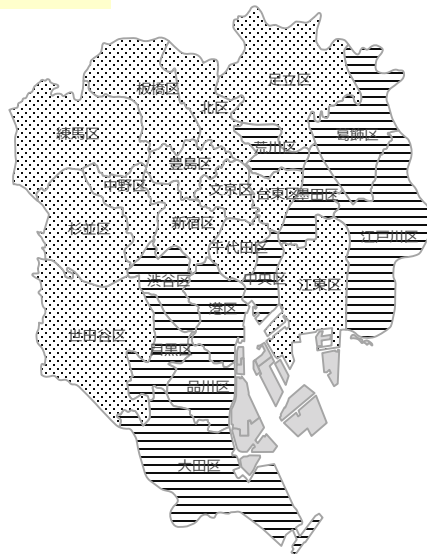 足立区
板橋区
北区
練馬区
荒川区
葛飾区
豊島区
中野区
文京区
台東区
墨田区
杉並区
新宿区
千代田区
江戸川区
渋谷区
中央区
江東区
港区
世田谷区
目黒区
品川区
大田区